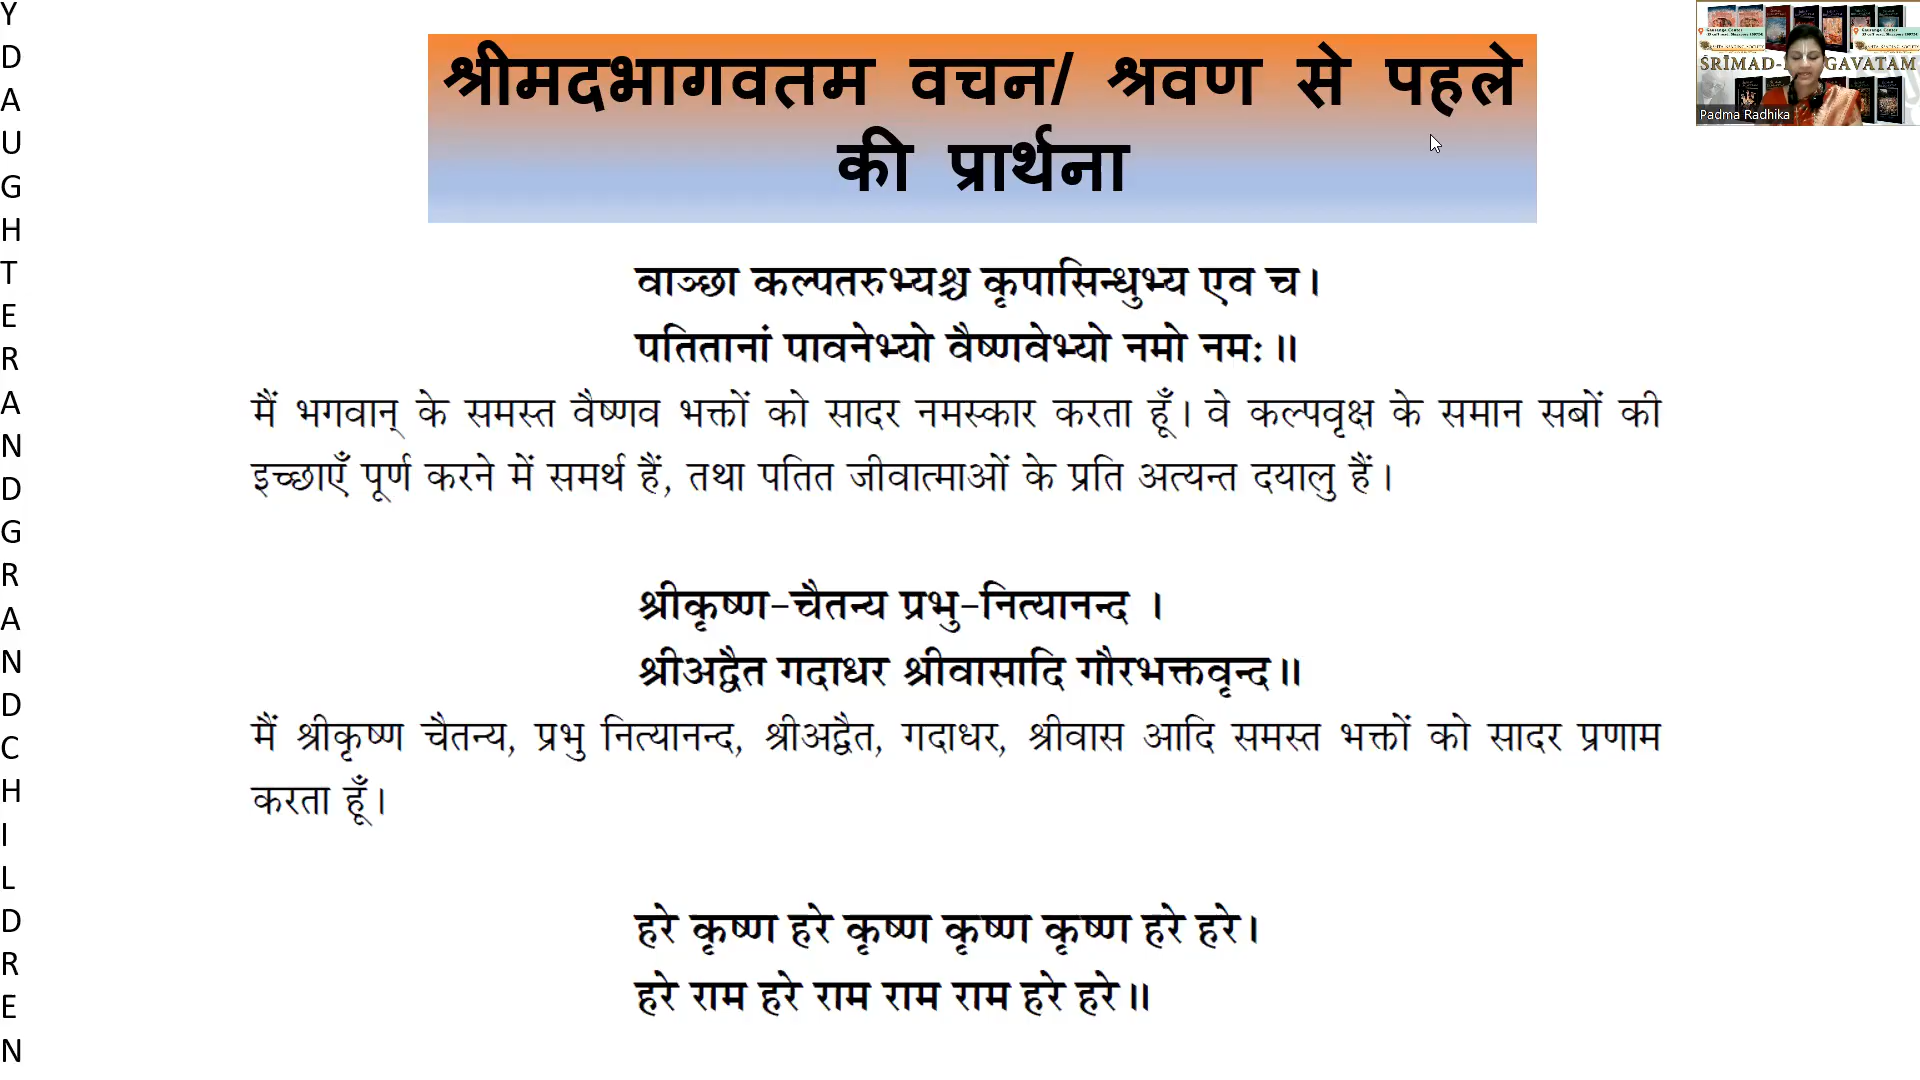 Y
D
A
U
G
H
T
E
R
A
N
D
G
R
A
N
D
C
H
I
L
D
R
E
N
श्रीमदभागवतम वचन/ श्रवण से पहले
की प्रार्थना
वाञ्छा कल्पतरुभ्यश्च कृपासिन्धुभ्य एव च।
पतितानां पावनेभ्यो वैष्णवेभ्यो नमो नमः॥
मैं भगवान् के समस्त वैष्णव भक्तों को सादर नमस्कार करता हूँ। वे कल्पवृक्ष के समान सबों की
इच्छाएँ पूर्ण करने में समर्थ हैं, तथा पतित जीवात्माओं के प्रति अत्यन्त दयालु हैं।
श्रीकृष्ण-चैतन्य प्रभु-नित्यानन्द ।
श्रीअद्वैत गदाधर श्रीवासादि गौरभक्तवृन्द॥
मैं श्रीकृष्ण चैतन्य, प्रभु नित्यानन्द, श्रीअद्वैत, गदाधर, श्रीवास आदि समस्त भक्तों को सादर प्रणाम
करता हूँ।
हरे कृष्ण हरे कृष्ण कृष्ण कृष्ण हरे हरे।
हरे राम हरे राम राम राम हरे हरे॥
SRĪMAD- GAVATAM
Padma Radhika